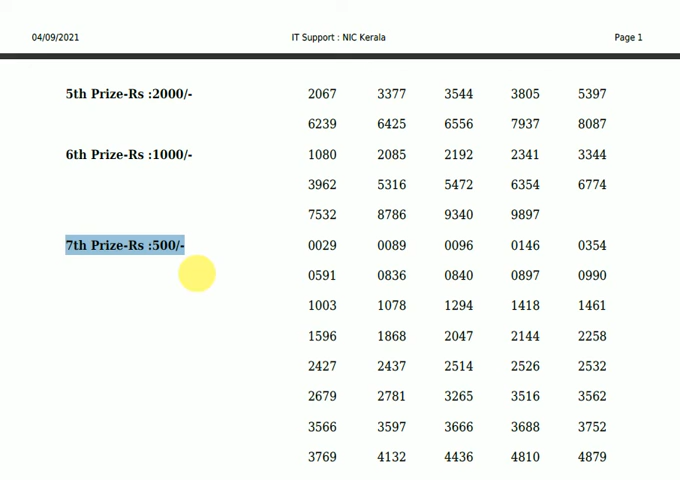 04/09/2021 IT Support : NIC Kerala Page 1
5th Prize-Rs :2000/- 2067 3377 3544 3805 5397
6239 6425 6556 7937 8087
6th Prize-Rs :1000/- 1080 2085 2192 2341 3344
3962 5316 5472 6354 6774
7532 8786 9340 9897
7th Prize-Rs :500/- 0029 0089 0096 0146 0354
0591 0836 0840 0897 0990
1003 1078 1294 1418 1461
1596 1868 2047 2144 2258
2427 2437 2514 2526 2532
2679 2781 3265 3516 3562
3566 3597 3666 3688 3752
3769 4132 4436 4810 4879